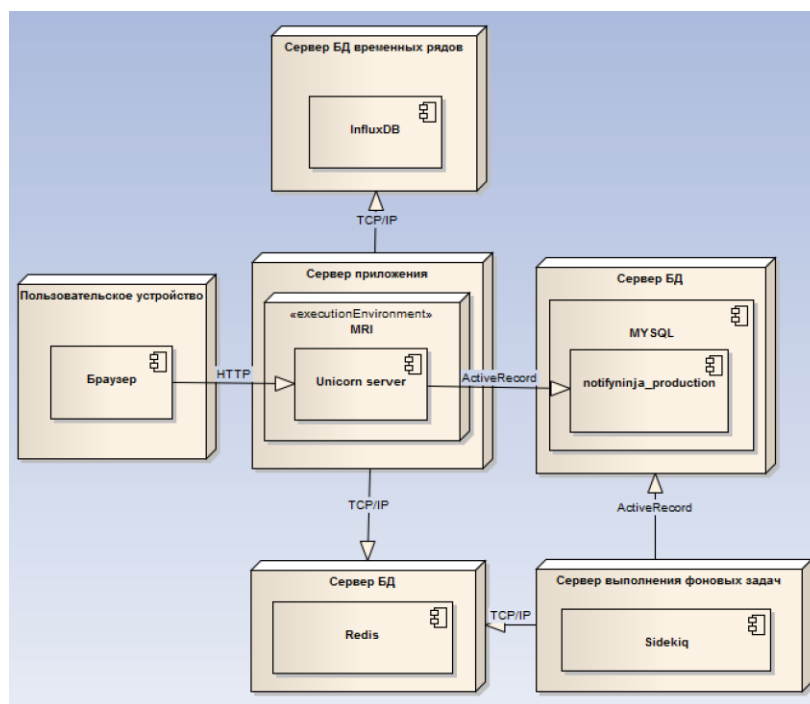 Сервер БД временных рядов
InfluxDB
TCP/IP
Сервер приложения
Сервер БД
Пользовательское устройство
«executionEnvironment»
MRI
MYSQL
Браузер
HTTP
Unicorn server
ActiveRecord
notifyninja_production
TCP/IP
ActiveRecord
Сервер БД
Сервер выполнения фоновых задач
Redis
TCP/IP
Sidekiq